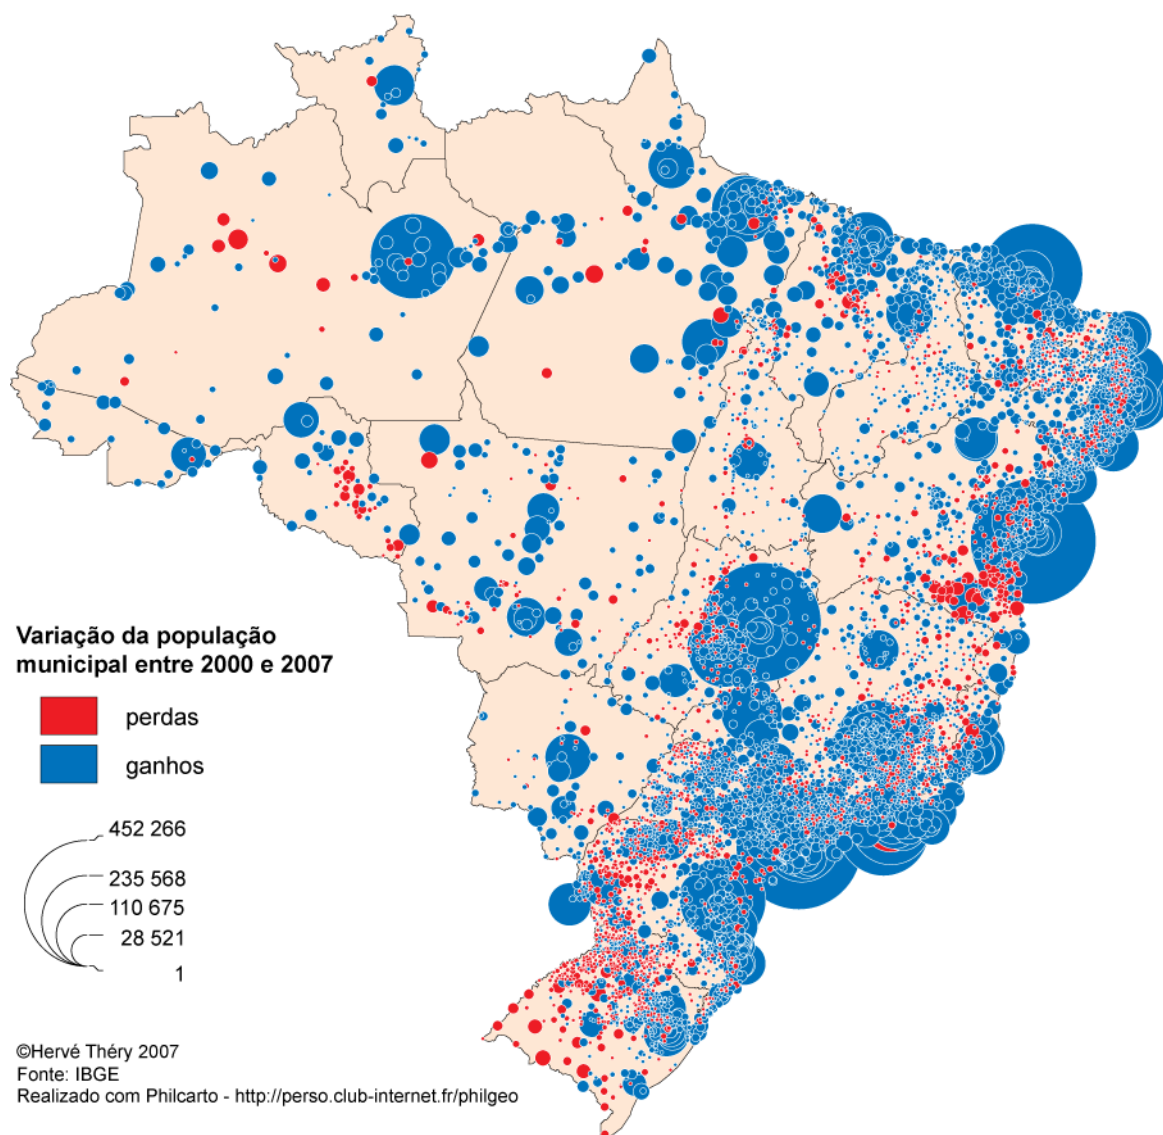 Variação da população
municipal entre 2000 e 2007
perdas
ganhos
452 266
235 568
110 675
28 521
1
©Hervé Théry 2007
Fonte: IBGE
Realizado com Philcarto - http://perso.club-internet.fr/philgeo